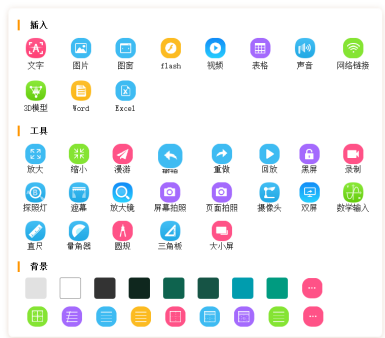 插入
文字 图片 图窗 flash 视频 表格 声音 网络链接
3D模型 Word Excel
工具
放大 缩小 漫游 重做 回放 黑屏 录制
探照灯 遮幕 放大镜 屏幕拍照 页面拍照 摄像头 双屏 数学输入
直尺 量角器 圆规 三角板 大小屏
背景